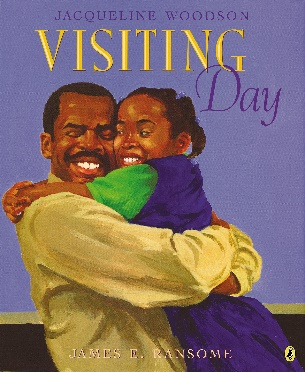 JACQUELINE WOODSON
VISITING
Day
JAMES E. RANSOME